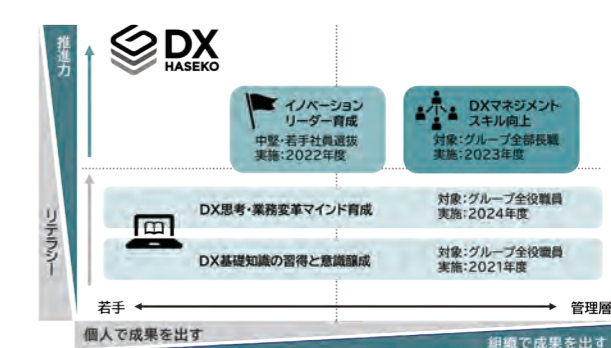 推進力
DX
HASEKO
イノベーション
リーダー育成
中堅・若手社員選抜
実施:2022年度
DXマネジメント
スキル向上
対象:グループ全部長職
実施:2023年度
リテラシー
DX思考・業務変革マインド育成
対象:グループ全役職員
実施:2024年度
DX基礎知識の習得と意識醸成
対象:グループ全役職員
実施:2021年度
若手
管理層
個人で成果を出す
組織で成果を出す